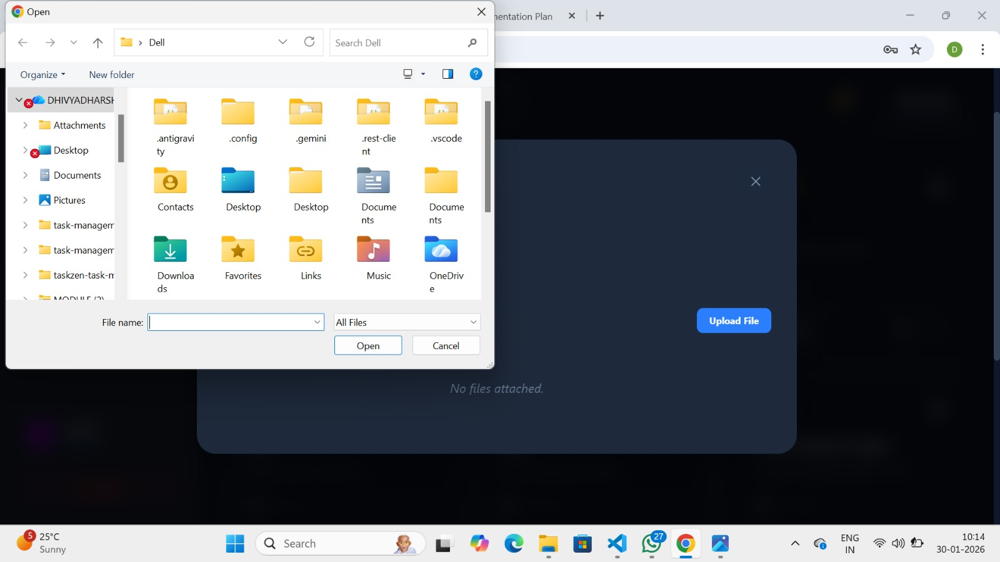 Open
nentation Plan
Dell
Search Dell
D
Organize
New folder
?
DHIVYADHARSH
Attachments
Desktop
Documents
Pictures
task-managem
task-managem
taskzen-task-m
MODULE (2)
.antigravi
ty
.config
.gemini
.rest-clie
nt
.vscode
Contacts
Desktop
Desktop
Docume
nts
Docume
nts
Downloa
ds
Favorites
Links
Music
OneDriv
e
File name:
All Files
Open
Cancel
Upload File
No files attached.
5
25°C
Sunny
Search
27
ENG
IN
10:14
30-01-2026